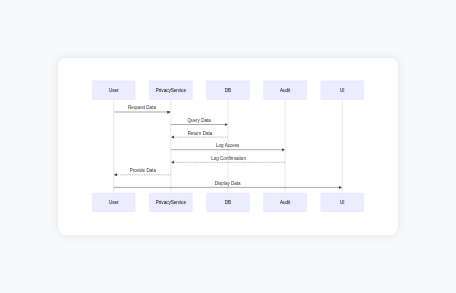 User PrivacyService DB Audit UI
Request Data
Query Data
Return Data
Log Access
Log Confirmation
Provide Data
Display Data
User PrivacyService DB Audit UI